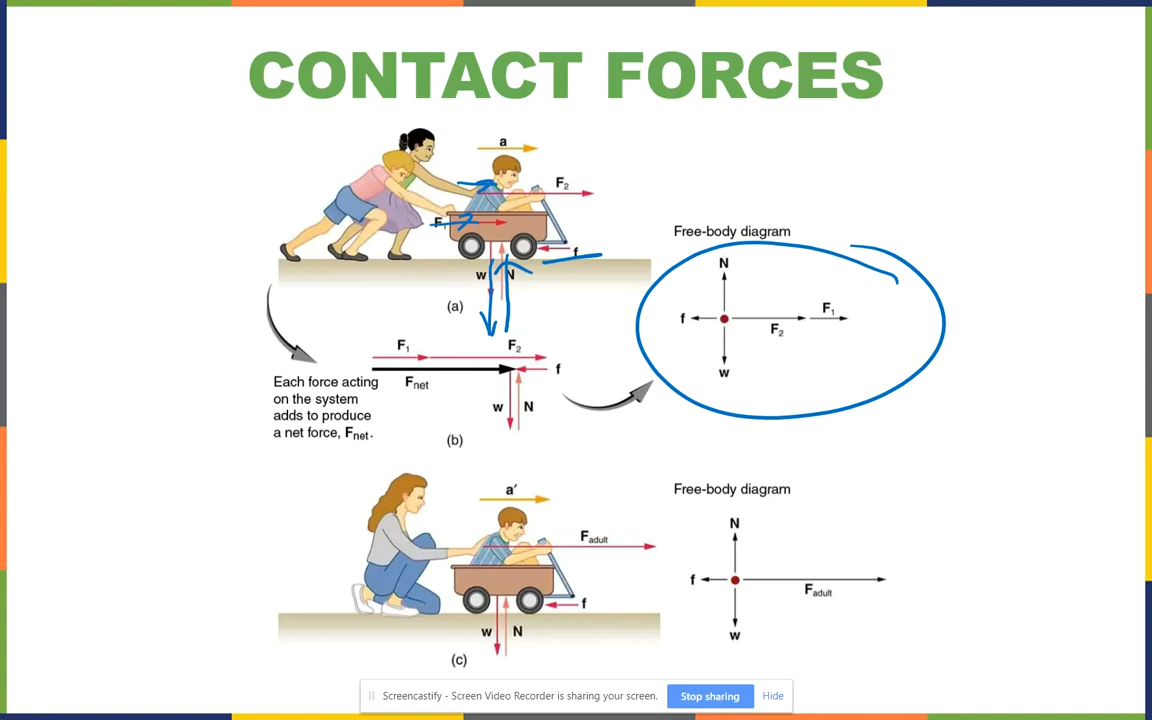 CONTACT FORCES
a
F₂
F₁
f
w N
(a)
Free-body diagram
N
f
F₁
F₂
w
Each force acting
on the system
adds to produce
a net force, Fnet.
F₁ F₂
f
Fnet
w N
(b)
a′
Fadult
f
w N
(c)
Free-body diagram
N
f
Fadult
w
Screencastify - Screen Video Recorder is sharing your screen. Stop sharing Hide